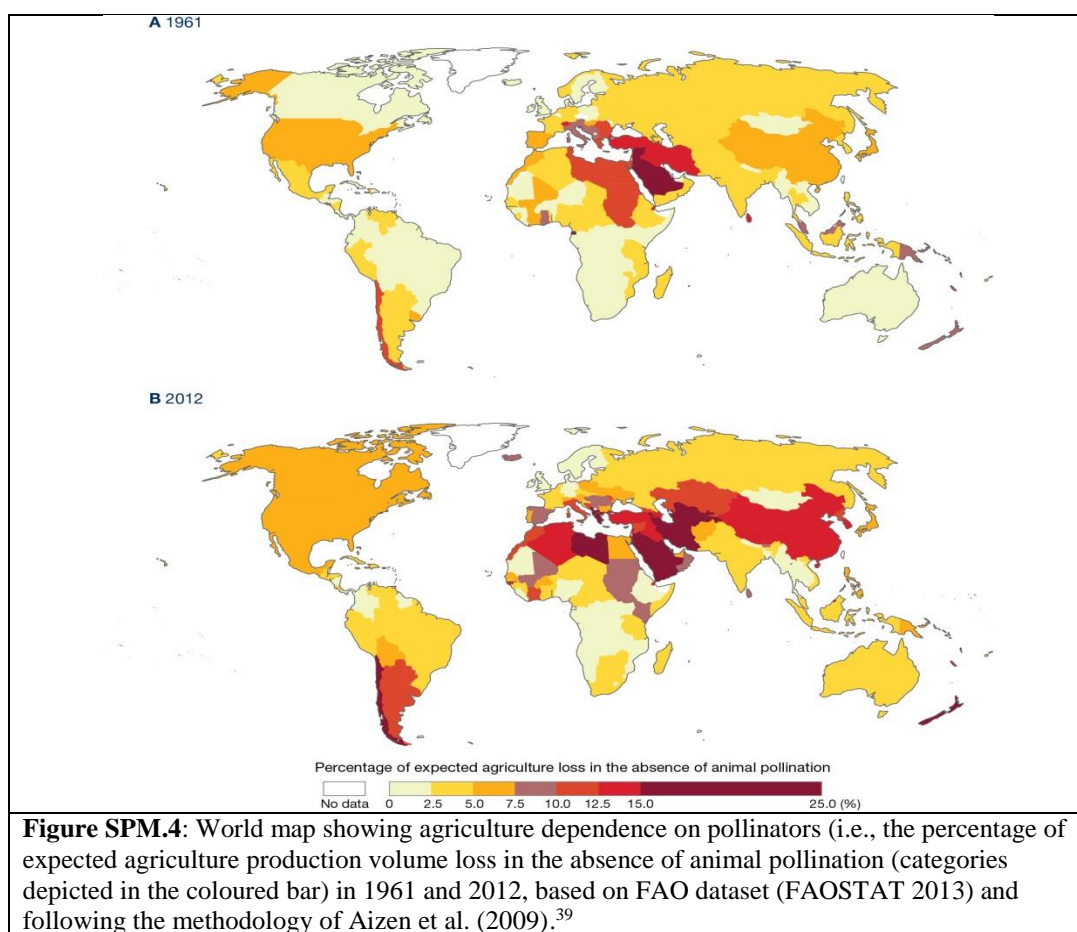 A 1961
B 2012
Percentage of expected agriculture loss in the absence of animal pollination
No data 0 2.5 5.0 7.5 10.0 12.5 15.0 25.0 (%)
Figure SPM.4: World map showing agriculture dependence on pollinators (i.e., the percentage of
expected agriculture production volume loss in the absence of animal pollination (categories
depicted in the coloured bar) in 1961 and 2012, based on FAO dataset (FAOSTAT 2013) and
following the methodology of Aizen et al. (2009).39